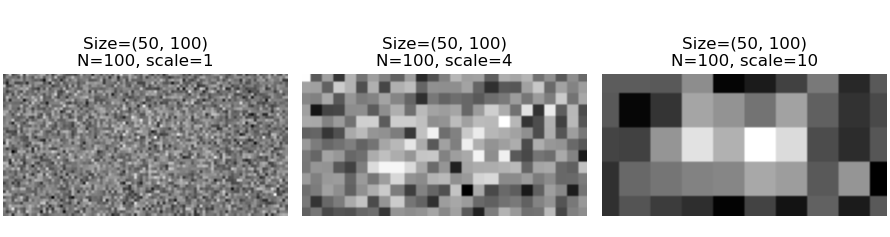 Size=(50, 100)
N=100, scale=1
Size=(50, 100)
N=100, scale=4
Size=(50, 100)
N=100, scale=10